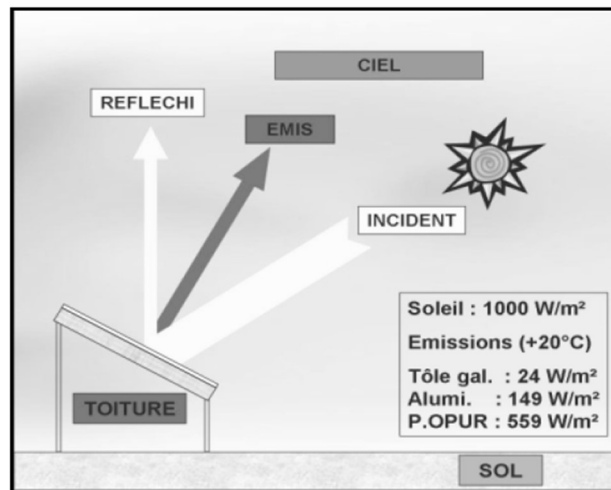 CIEL
REFLECHI
EMIS
INCIDENT
Soleil : 1000 W/m²
Emissions (+20°C)
Tôle gal. : 24 W/m²
Alumi. : 149 W/m²
P.OPUR : 559 W/m²
TOITURE
SOL